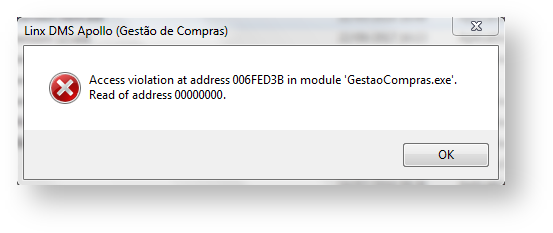 Linx DMS Apollo (Gestão de Compras)
Access violation at address 006FED3B in module 'GestaoCompras.exe'.
Read of address 00000000.
OK